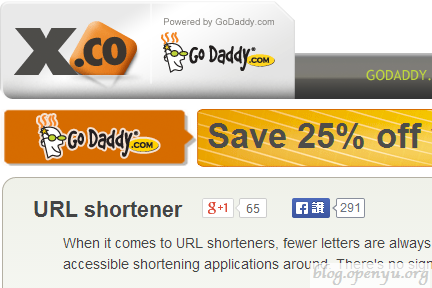 Powered by GoDaddy.com
X.co
Go Daddy.COM
GODADDY.
Go Daddy.COM
Save 25% off
URL shortener
g+1 65
f 讚 291
When it comes to URL shorteners, fewer letters are always
accessible shortening applications around. There's no sign
blog.openyu.org